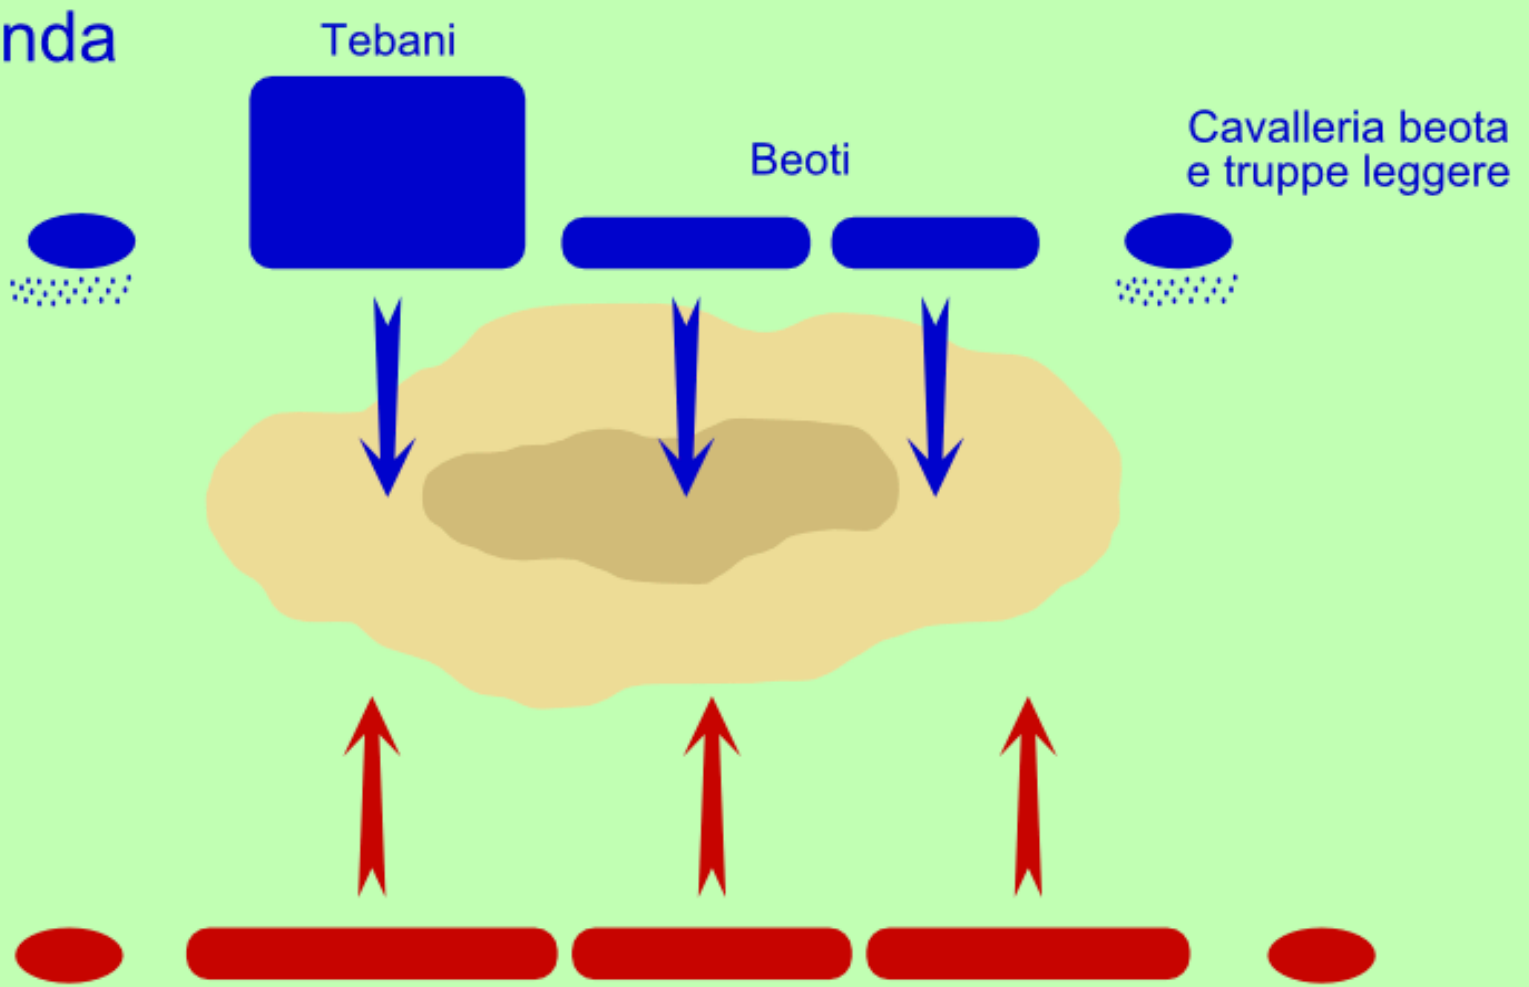 nda
Tebani
Beoti
Cavalleria beota
e truppe leggere